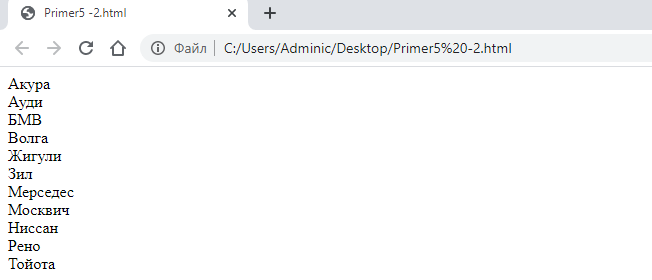 Primer5 -2.html
Файл C:/Users/Adminic/Desktop/Primer5%20-2.html
Акура
Ауди
БМВ
Волга
Жигули
Зил
Мерседес
Москвич
Ниссан
Рено
Тойота